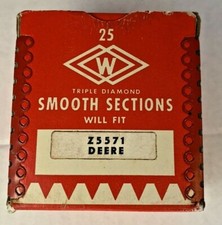 25
W
TRIPLE DIAMOND
SMOOTH SECTIONS
WILL FIT
Z5571
DEERE